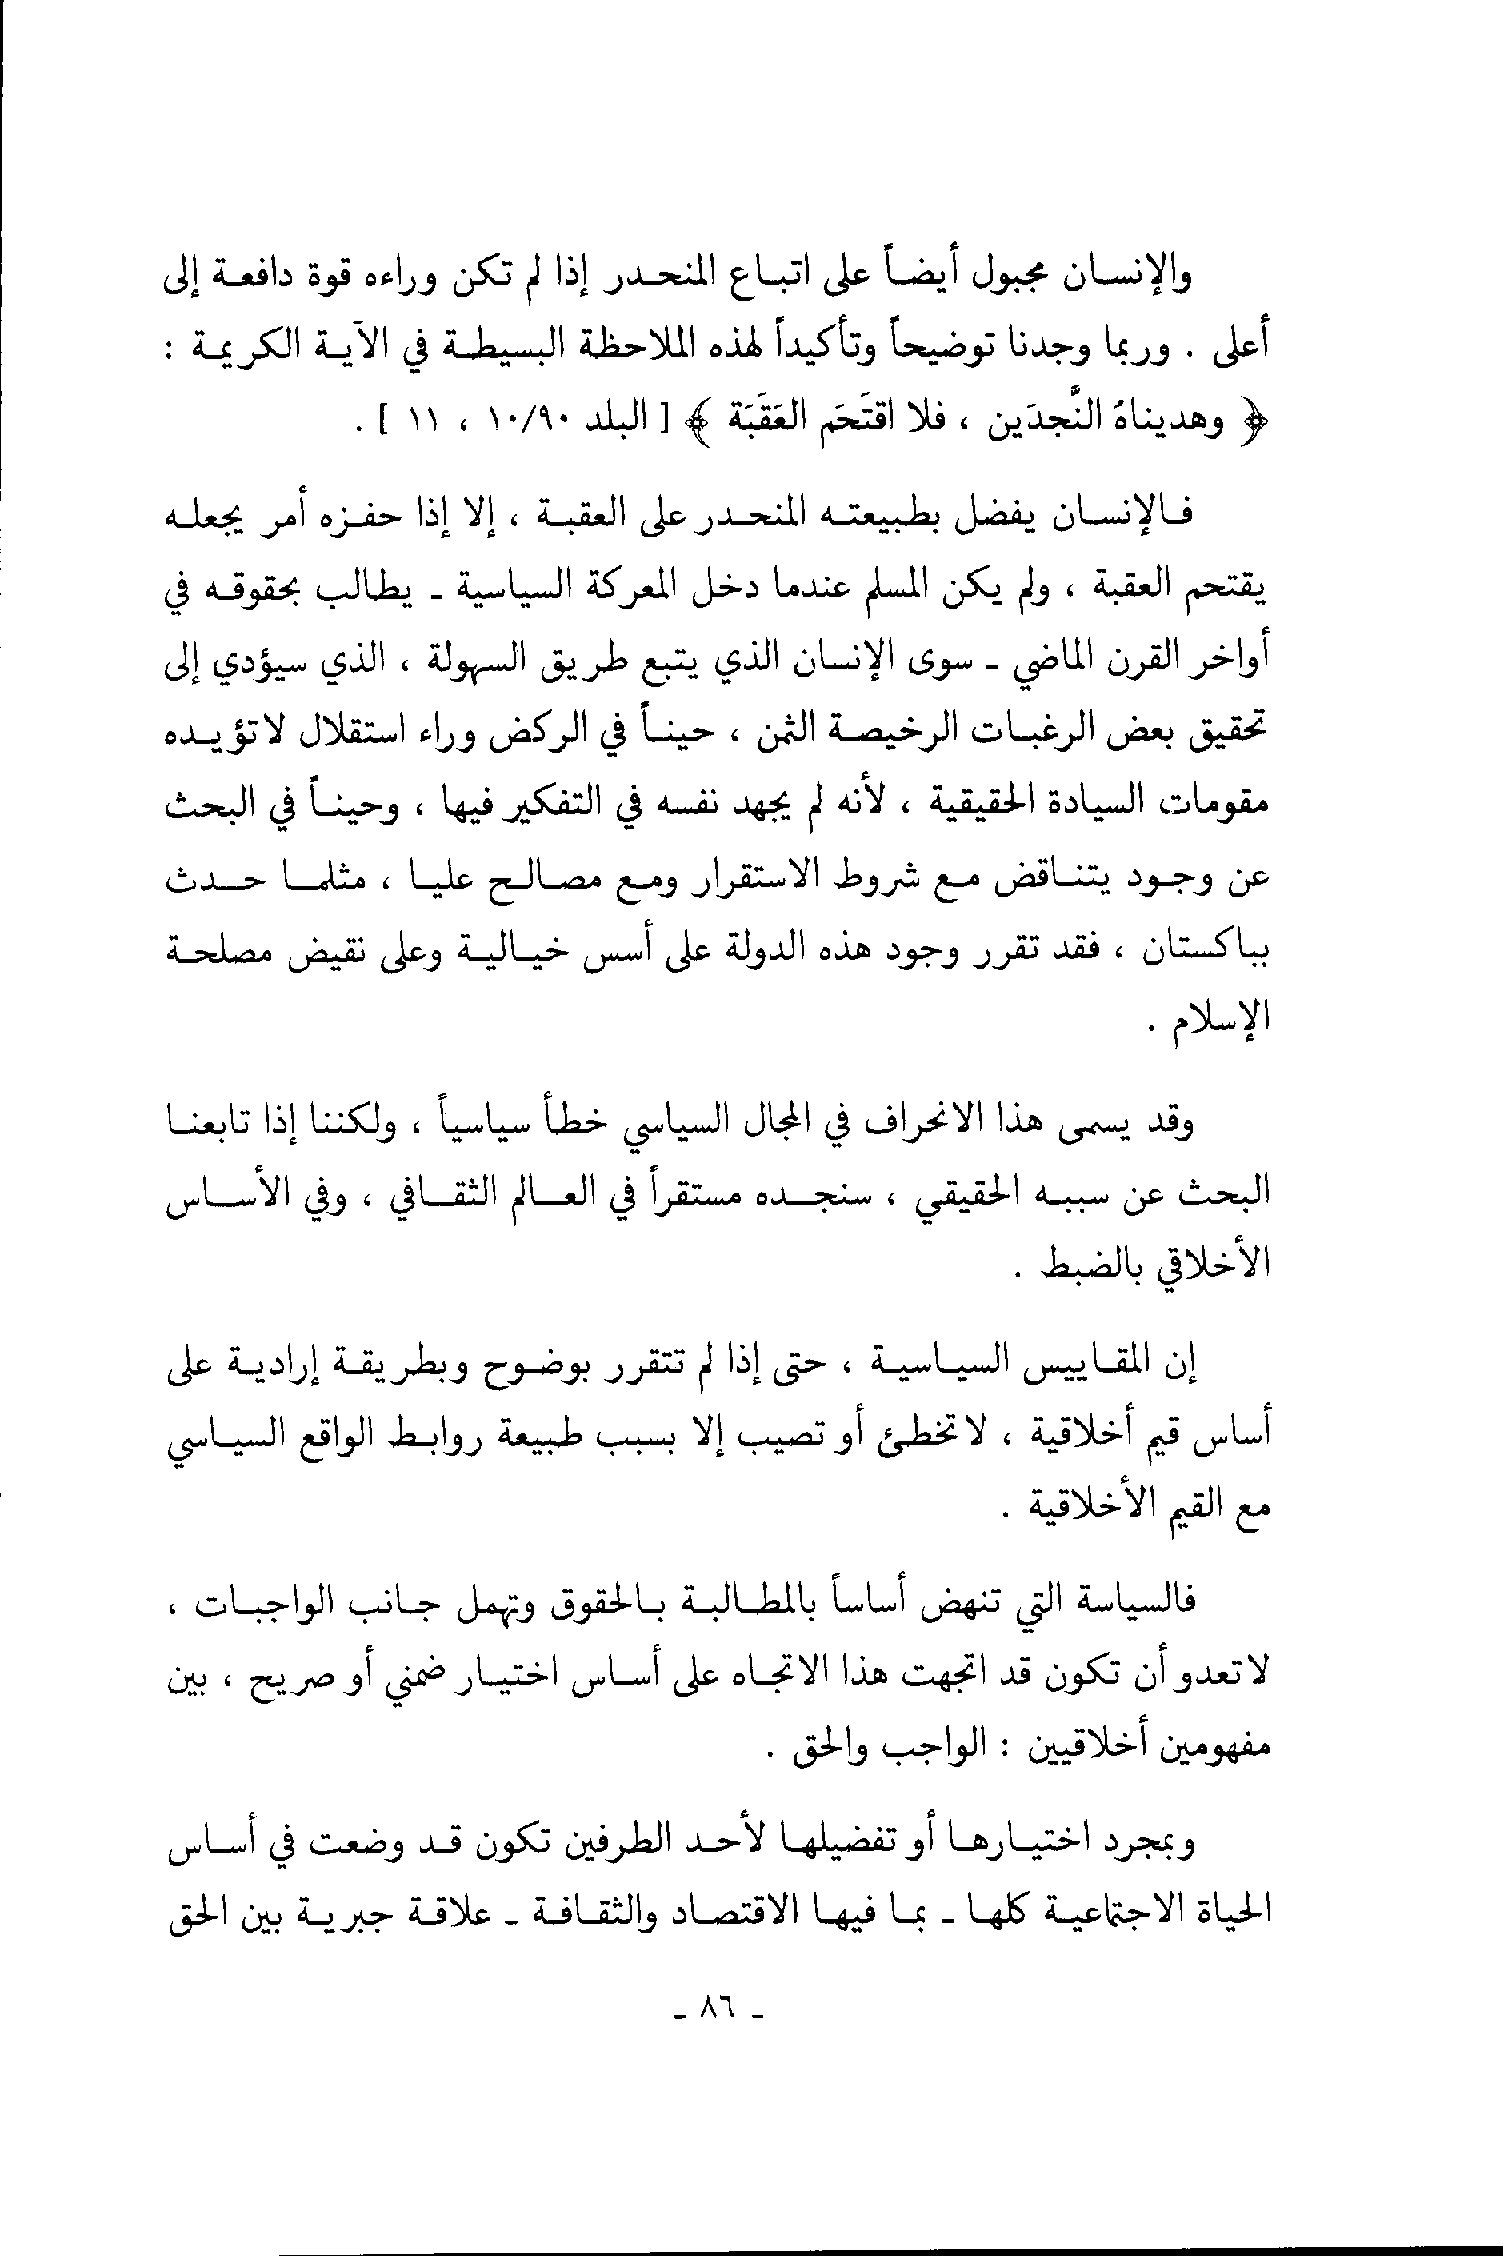 والإنسان مجبول أيضاً على اتباع المنحدر إذا لم تكن وراءه قوة دافعة إلى
أعلى . وربما وجدنا توضيحاً وتأكيداً لهذه الملاحظة البسيطة في الآية الكريمة :
﴿ وهديناهُ النَّجدَين ، فلا اقتَحَم العَقَبَة ﴾ [ البلد ١٠/٩٠ ، ١١ ] .
فالإنسان يفضل بطبيعته المنحدر على العقبة ، إلا إذا حفزه أمر يجعله
يقتحم العقبة ، ولم يكن المسلم عندما دخل المعركة السياسية - يطالب بحقوقه في
أواخر القرن الماضي - سوى الإنسان الذي يتبع طريق السهولة ، الذي سيؤدي إلى
تحقيق بعض الرغبات الرخيصة الثمن ، حيناً في الركض وراء استقلال لاتؤيده
مقومات السيادة الحقيقية ، لأنه لم يجهد نفسه في التفكير فيها ، وحيناً في البحث
عن وجود يتناقض مع شروط الاستقرار ومع مصالح عليا ، مثلما حدث
بباكستان ، فقد تقرر وجود هذه الدولة على أسس خيالية وعلى نقيض مصلحة
الإسلام .
وقد يسمى هذا الانحراف في المجال السياسي خطأ سياسياً ، ولكننا إذا تابعنا
البحث عن سببه الحقيقي ، سنجده مستقراً في العالم الثقافي ، وفي الأساس
الأخلاقي بالضبط .
إن المقاييس السياسية ، حتى إذا لم تتقرر بوضوح وبطريقة إرادية على
أساس قيم أخلاقية ، لاتخطئ أو تصيب إلا بسبب طبيعة روابط الواقع السياسي
مع القيم الأخلاقية .
فالسياسة التي تنهض أساساً بالمطالبة بالحقوق وتهمل جانب الواجبات ،
لاتعدو أن تكون قد اتجهت هذا الاتجاه على أساس اختيار ضمني أو صريح ، بين
مفهومين أخلاقيين : الواجب والحق .
وبمجرد اختيارها أو تفضيلها لأحد الطرفين تكون قد وضعت في أساس
الحياة الاجتماعية كلها - بما فيها الاقتصاد والثقافة - علاقة جبرية بين الحق
- ٨٦ -